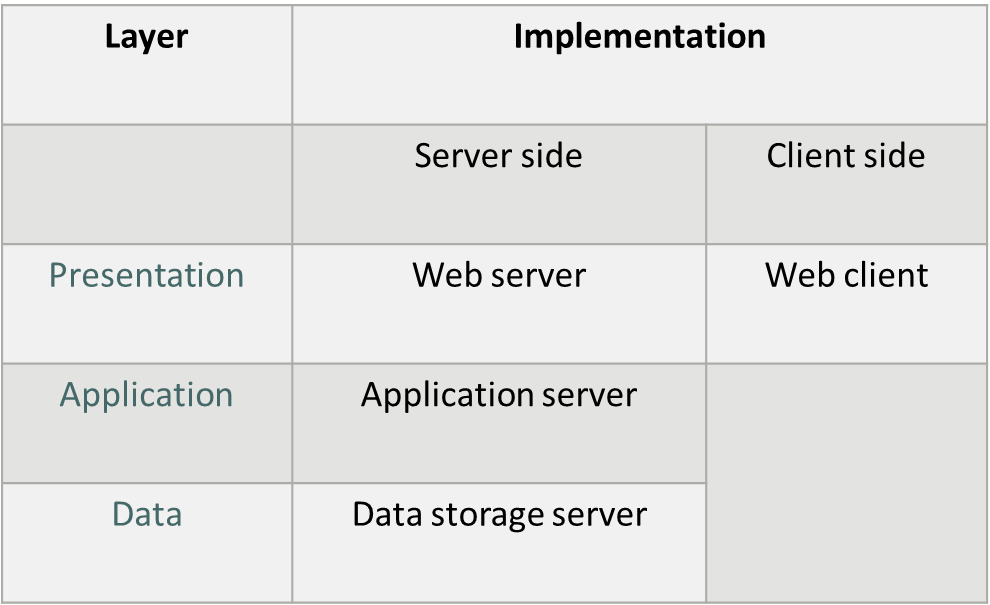 Layer Implementation
Server side Client side
Presentation Web server Web client
Application Application server
Data Data storage server